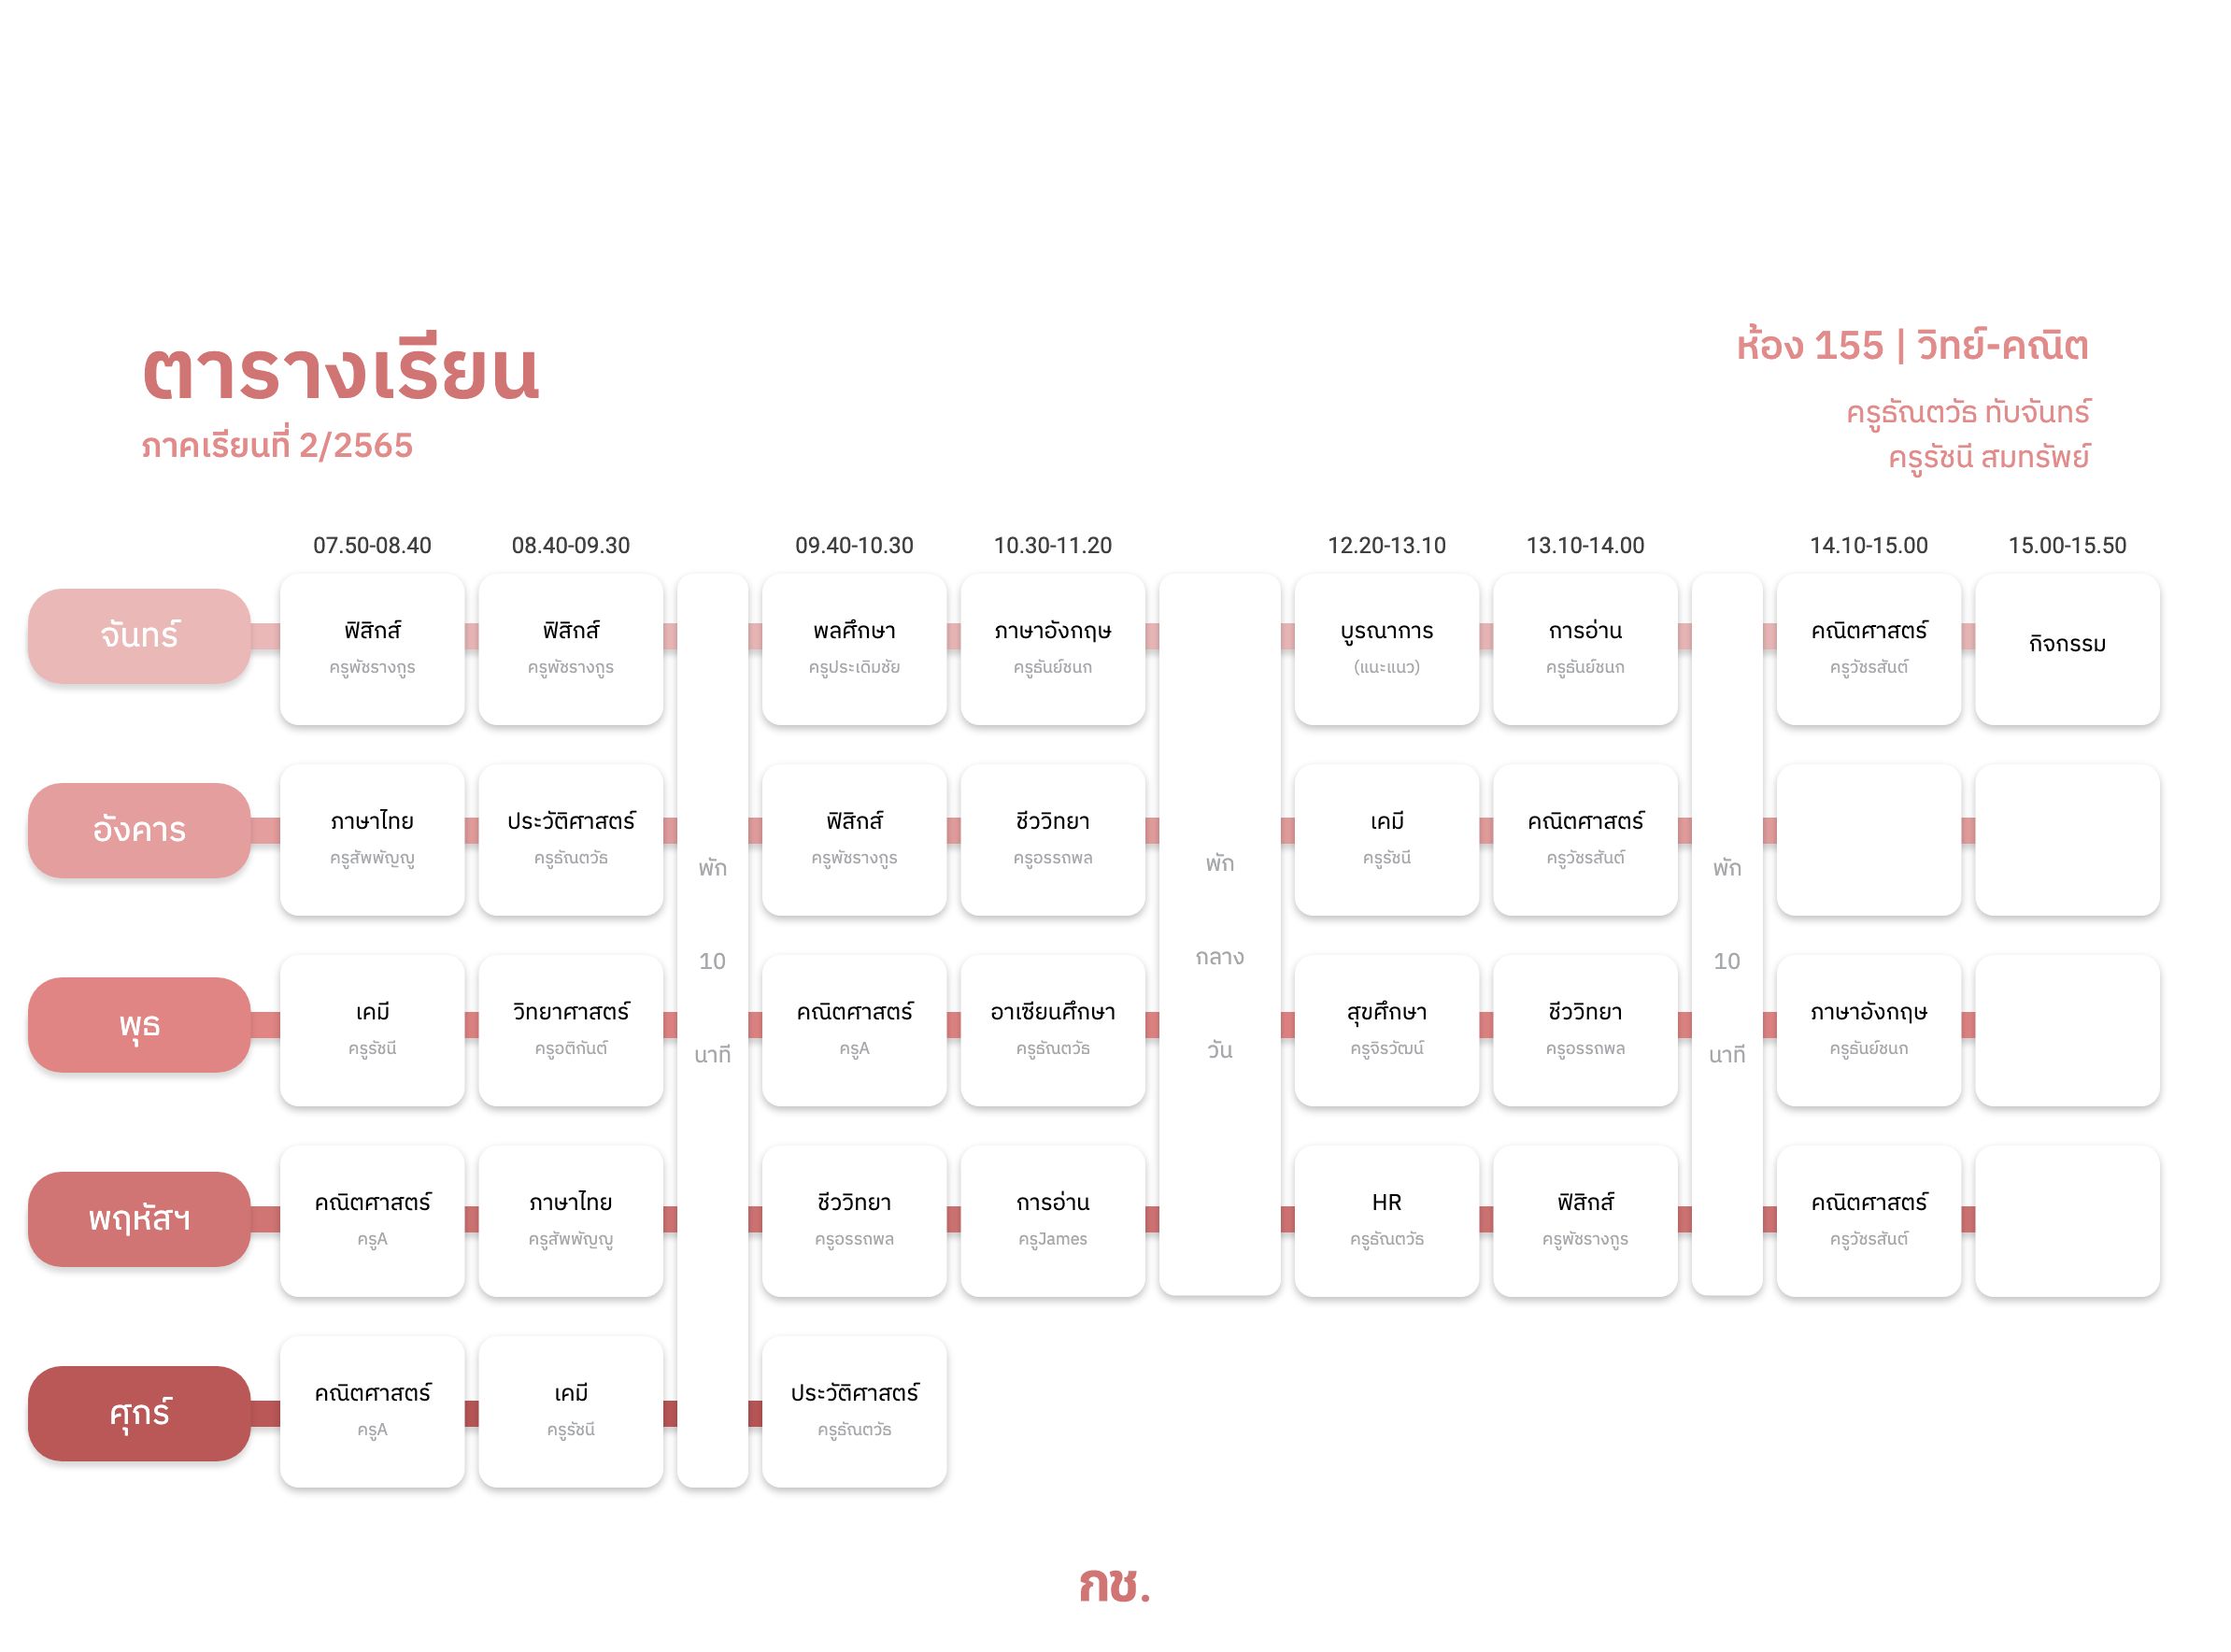 ตารางเรียน
ภาคเรียนที่ 2/2565
ห้อง 155 | วิทย์-คณิต
ครูธัณตวัธ ทับจันทร์
ครูรัชนี สมทรัพย์
07.50-08.40 08.40-09.30 09.40-10.30 10.30-11.20 12.20-13.10 13.10-14.00 14.10-15.00 15.00-15.50
จันทร์
ฟิสิกส์ ฟิสิกส์ พลศึกษา ภาษาอังกฤษ บูรณาการ การอ่าน คณิตศาสตร์ กิจกรรม
ครูพัชรางกูร ครูพัชรางกูร ครูประเดิมชัย ครูธันย์ชนก (แนะแนว) ครูธันย์ชนก ครูวัชรสันต์
อังคาร
ภาษาไทย ประวัติศาสตร์ ฟิสิกส์ ชีววิทยา เคมี คณิตศาสตร์
ครูสัพพัญญู ครูธัณตวัธ ครูพัชรางกูร ครูอรรถพล ครูรัชนี ครูวัชรสันต์
พัก
10
นาที
พัก
กลาง
วัน
พัก
10
นาที
พุธ
เคมี วิทยาศาสตร์ คณิตศาสตร์ อาเซียนศึกษา สุขศึกษา ชีววิทยา ภาษาอังกฤษ
ครูรัชนี ครูอติกันต์ ครูA ครูธัณตวัธ ครูจิรวัฒน์ ครูอรรถพล ครูธันย์ชนก
พฤหัสฯ
คณิตศาสตร์ ภาษาไทย ชีววิทยา การอ่าน HR ฟิสิกส์ คณิตศาสตร์
ครูA ครูสัพพัญญู ครูอรรถพล ครูJames ครูธัณตวัธ ครูพัชรางกูร ครูวัชรสันต์
ศุกร์
คณิตศาสตร์ เคมี ประวัติศาสตร์
ครูA ครูรัชนี ครูธัณตวัธ
กช.